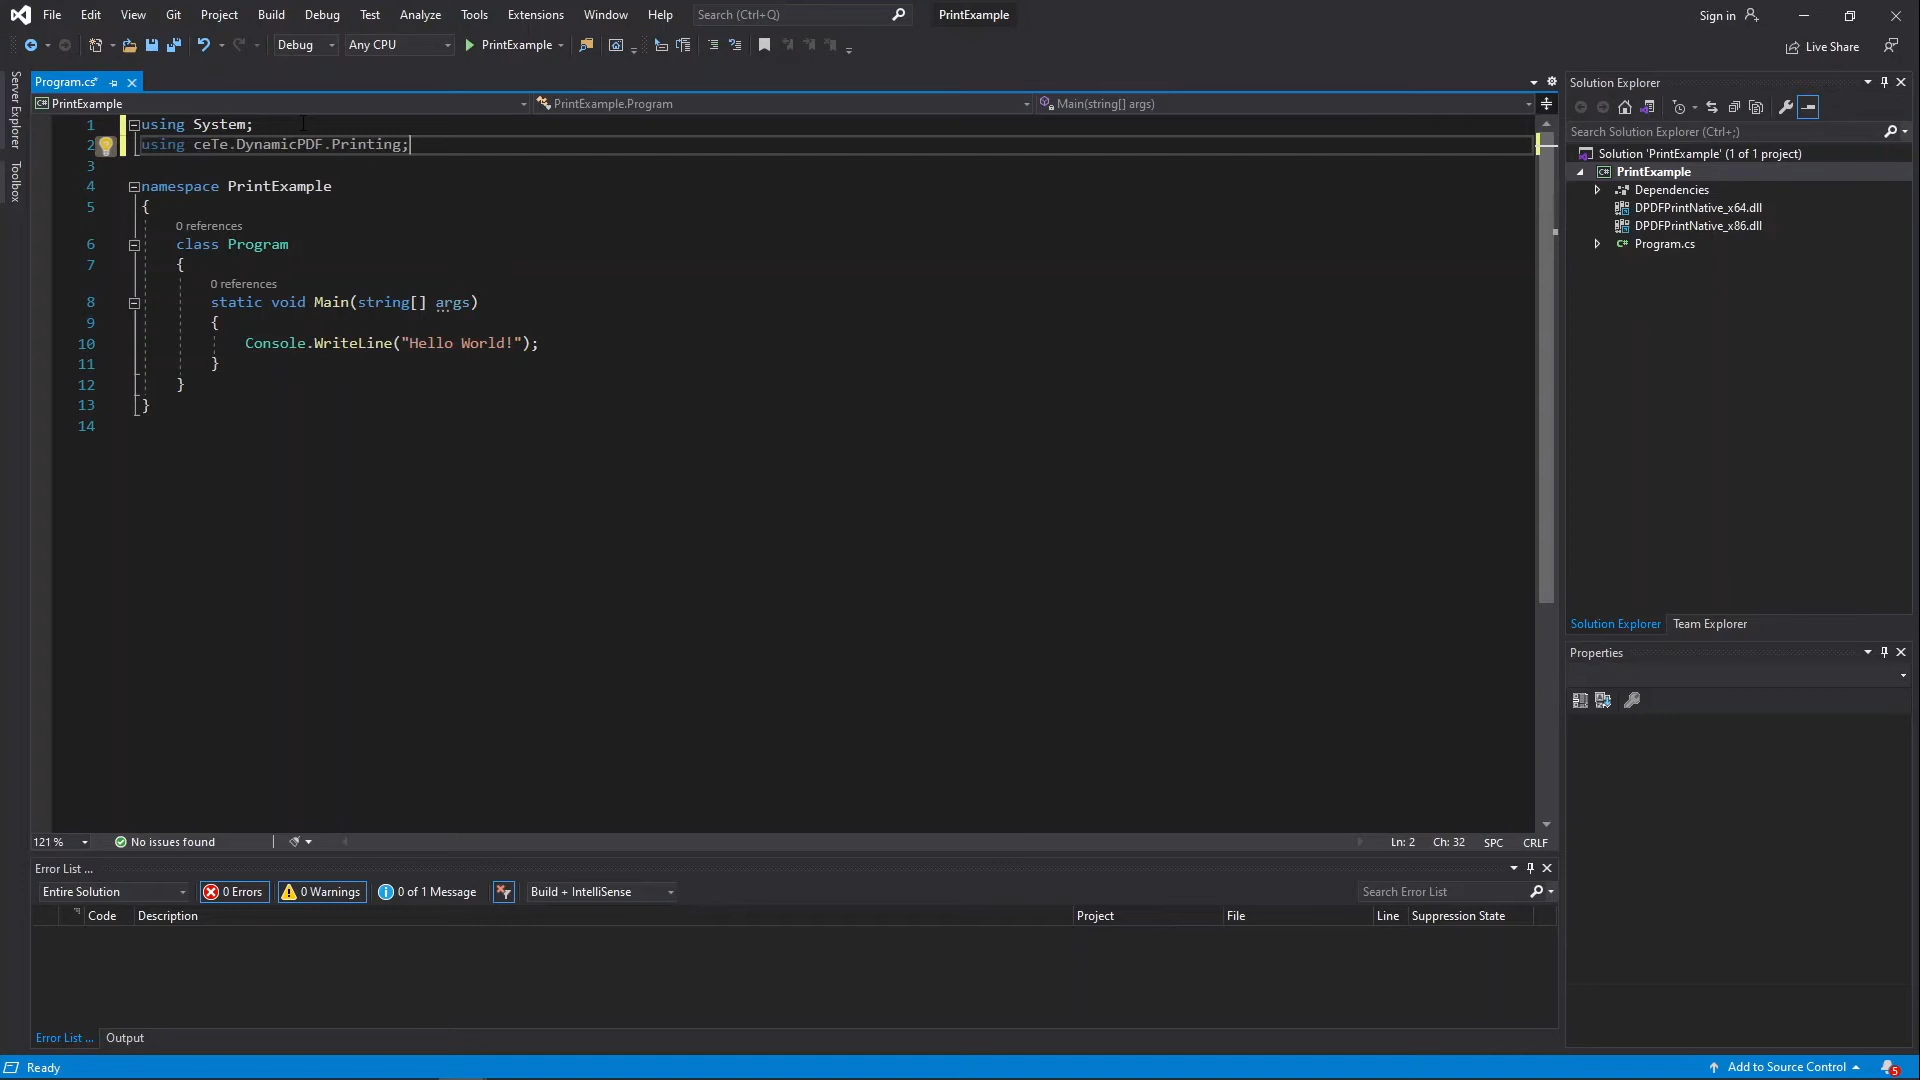 File Edit View Git Project Build Debug Test Analyze Tools Extensions Window Help Search (Ctrl+Q) PrintExample Sign in
Debug Any CPU PrintExample Live Share
Server Explorer
Toolbox
Program.cs*
PrintExample PrintExample.Program Main(string[] args)
1 using System;
2 using ceTe.DynamicPDF.Printing;
3
4 namespace PrintExample
5 {
0 references
6 class Program
7 {
0 references
8 static void Main(string[] args)
9 {
10 Console.WriteLine("Hello World!");
11 }
12 }
13 }
14
121 % No issues found Ln: 2 Ch: 32 SPC CRLF
Error List ...
Entire Solution 0 Errors 0 Warnings 0 of 1 Message Build + IntelliSense Search Error List
Code Description Project File Line Suppression State
Error List ... Output
Solution Explorer
Search Solution Explorer (Ctrl+;)
Solution 'PrintExample' (1 of 1 project)
PrintExample
Dependencies
DPDFPrintNative_x64.dll
DPDFPrintNative_x86.dll
Program.cs
Solution Explorer Team Explorer
Properties
Ready Add to Source Control 5